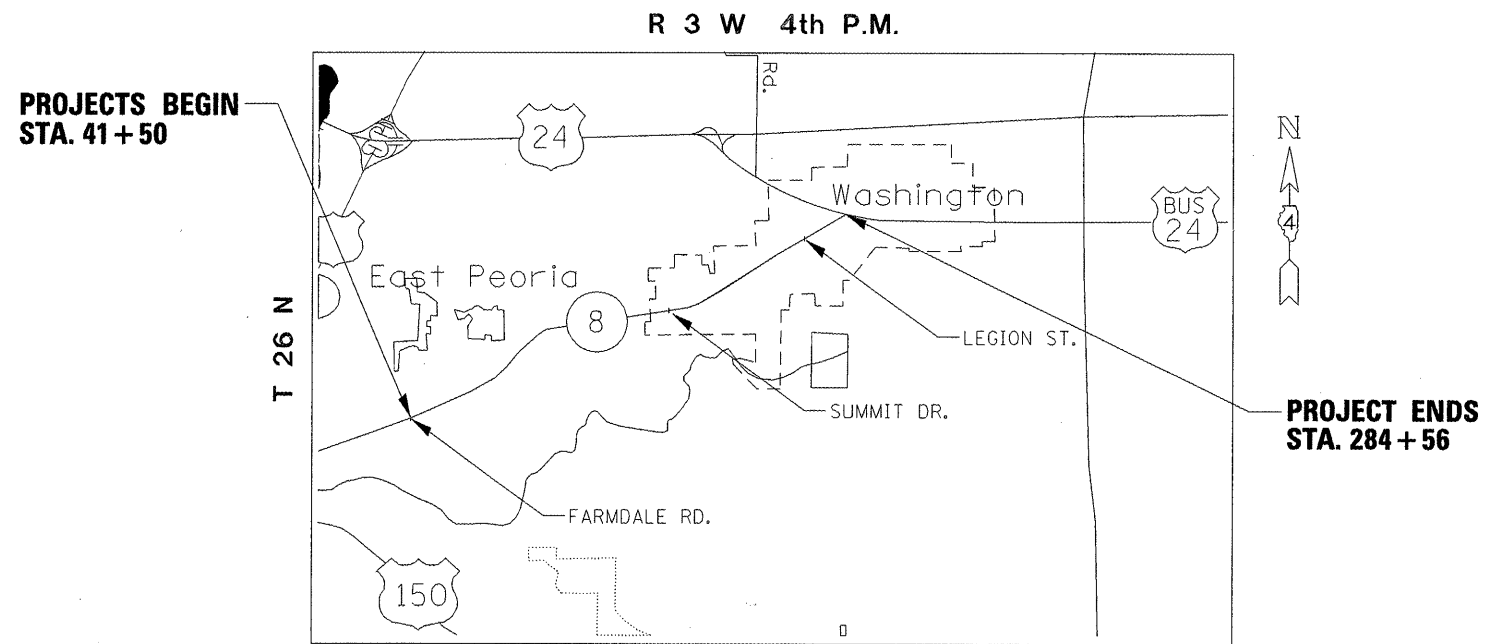 R 3 W 4th P.M.
PROJECTS BEGIN
STA. 41+50
Rd.
24
N
4
Washington
BUS
24
East Peoria
8
T 26 N
LEGION ST.
SUMMIT DR.
PROJECT ENDS
STA. 284+56
FARMDALE RD.
150